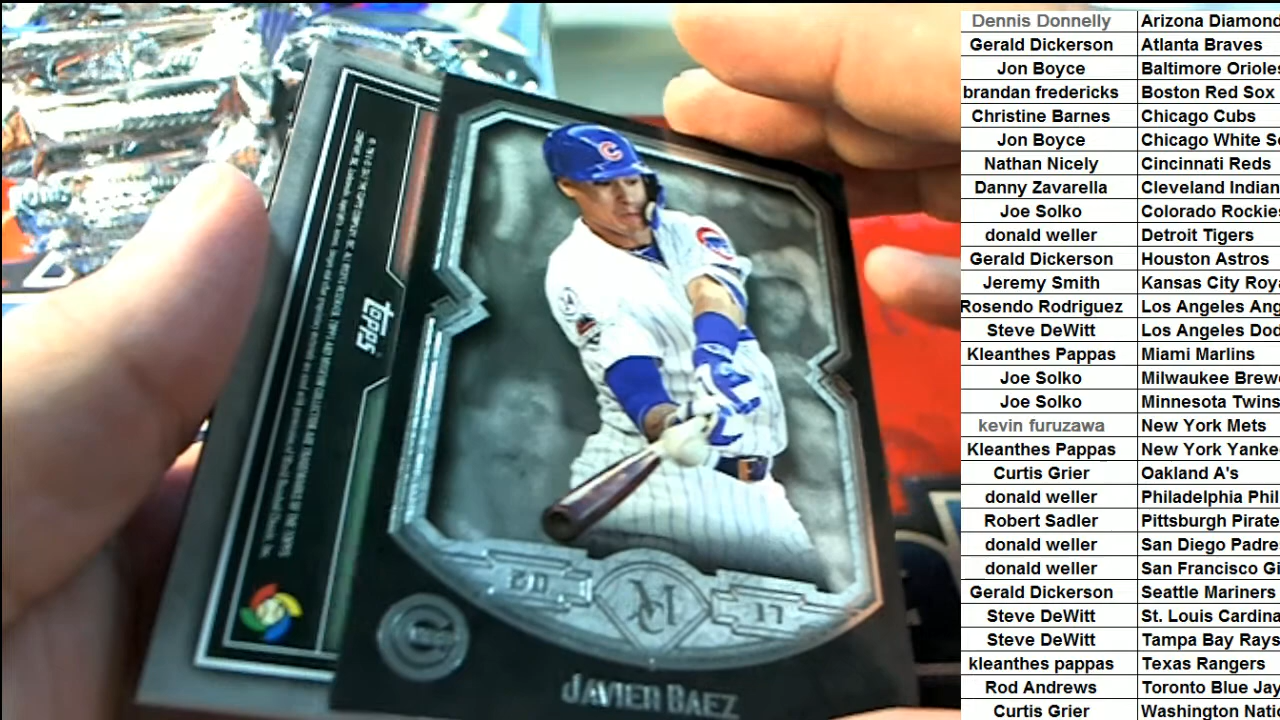 topps
C
20 17
JAVIER BAEZ
Dennis Donnelly Arizona Diamond
Gerald Dickerson Atlanta Braves
Jon Boyce Baltimore Orioles
brandan fredericks Boston Red Sox
Christine Barnes Chicago Cubs
Jon Boyce Chicago White So
Nathan Nicely Cincinnati Reds
Danny Zavarella Cleveland Indian
Joe Solko Colorado Rockie
donald weller Detroit Tigers
Gerald Dickerson Houston Astros
Jeremy Smith Kansas City Roya
Rosendo Rodriguez Los Angeles Ang
Steve DeWitt Los Angeles Dod
Kleanthes Pappas Miami Marlins
Joe Solko Milwaukee Brewe
Joe Solko Minnesota Twins
kevin furuzawa New York Mets
Kleanthes Pappas New York Yanke
Curtis Grier Oakland A's
donald weller Philadelphia Phil
Robert Sadler Pittsburgh Pirate
donald weller San Diego Padre
donald weller San Francisco Gi
Gerald Dickerson Seattle Mariners
Steve DeWitt St. Louis Cardina
Steve DeWitt Tampa Bay Rays
kleanthes pappas Texas Rangers
Rod Andrews Toronto Blue Jay
Curtis Grier Washington Natio